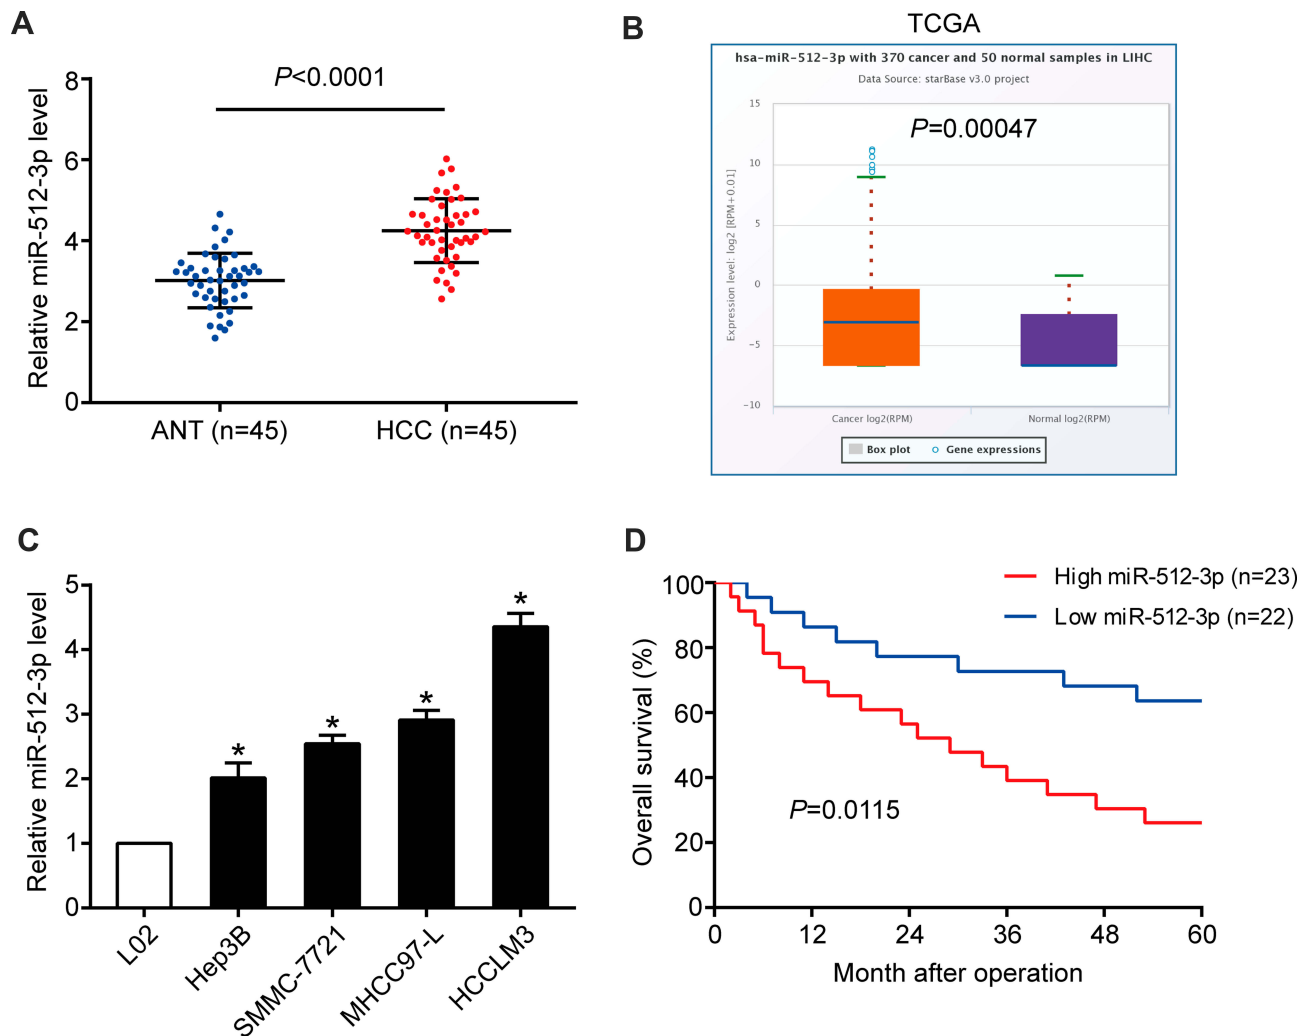 A
Relative miR-512-3p level
8
6
4
2
0
P<0.0001
ANT (n=45)
HCC (n=45)
B
TCGA
hsa-miR-512-3p with 370 cancer and 50 normal samples in LIHC
Data Source: starBase v3.0 project
Expression level: log2 [RPM+0.01]
15
10
5
0
−5
−10
P=0.00047
Cancer log2(RPM)
Normal log2(RPM)
Box plot
Gene expressions
C
Relative miR-512-3p level
5
4
3
2
1
0
*
*
*
*
L02
Hep3B
SMMC-7721
MHCC97-L
HCCLM3
D
High miR-512-3p (n=23)
Low miR-512-3p (n=22)
Overall survival (%)
100
80
60
40
20
0
P=0.0115
0
12
24
36
48
60
Month after operation